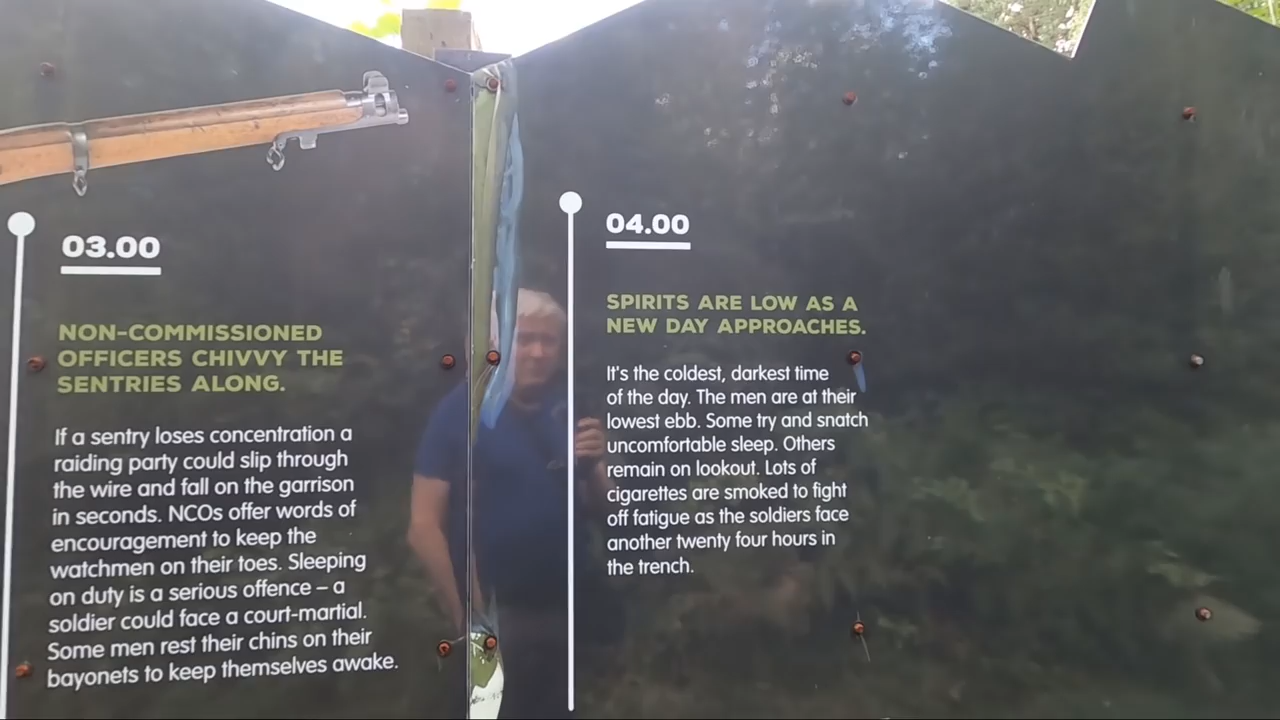 03.00
NON-COMMISSIONED
OFFICERS CHIVVY THE
SENTRIES ALONG.
If a sentry loses concentration a
raiding party could slip through
the wire and fall on the garrison
in seconds. NCOs offer words of
encouragement to keep the
watchmen on their toes. Sleeping
on duty is a serious offence – a
soldier could face a court-martial.
Some men rest their chins on their
bayonets to keep themselves awake.
04.00
SPIRITS ARE LOW AS A
NEW DAY APPROACHES.
It's the coldest, darkest time
of the day. The men are at their
lowest ebb. Some try and snatch
uncomfortable sleep. Others
remain on lookout. Lots of
cigarettes are smoked to fight
off fatigue as the soldiers face
another twenty four hours in
the trench.